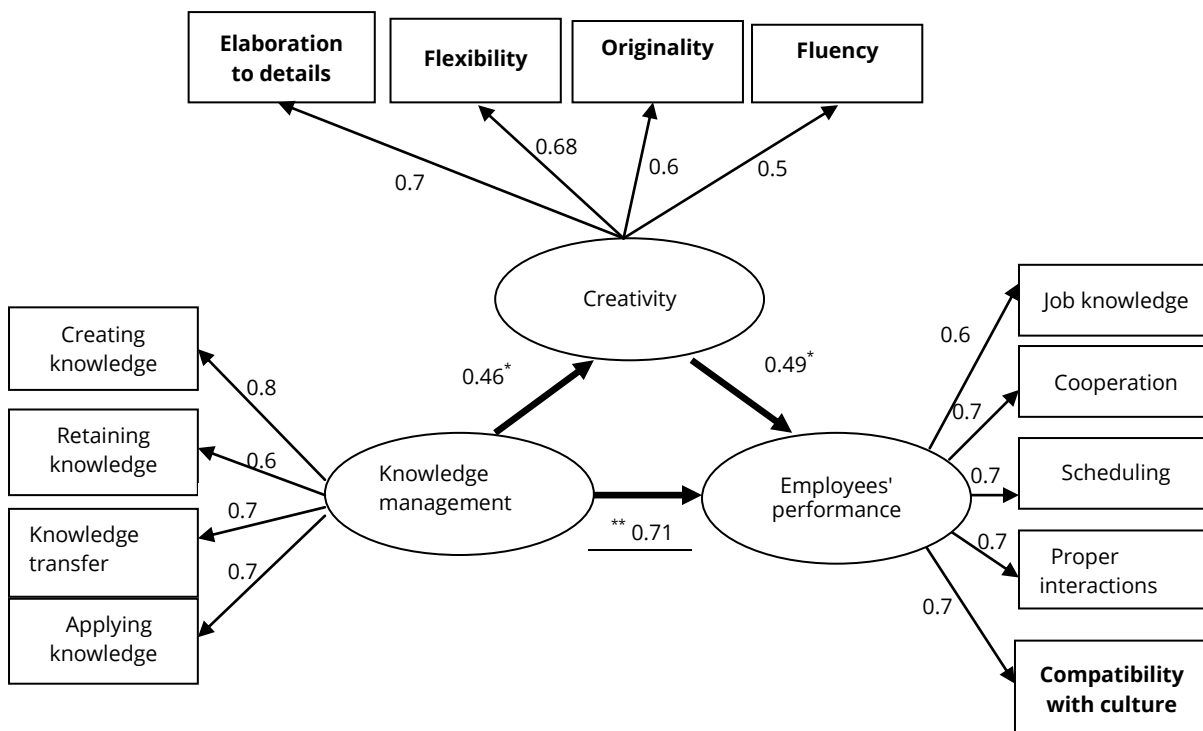 Elaboration
to details
Flexibility
Originality
Fluency
0.7
0.68
0.6
0.5
Creativity
Creating
knowledge
Retaining
knowledge
Knowledge
transfer
Applying
knowledge
0.8
0.6
0.7
0.7
0.46*
0.49*
Knowledge
management
** 0.71
Employees'
performance
0.6
0.7
0.7
0.7
0.7
Job knowledge
Cooperation
Scheduling
Proper
interactions
Compatibility
with culture